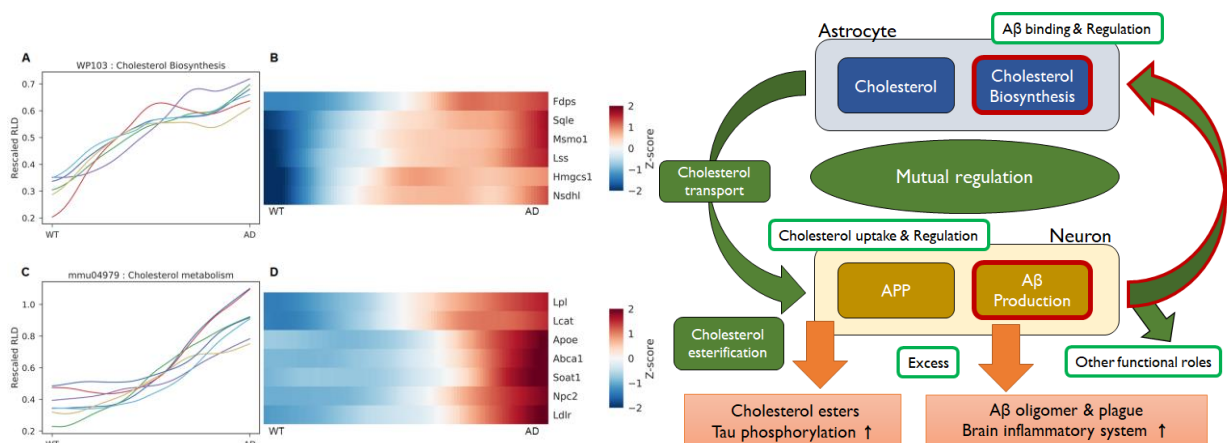 A
WP103 : Cholesterol Biosynthesis
Rescaled RLD
0.7
0.6
0.5
0.4
0.3
0.2
WT
AD
B
Fdps
Sqle
Msmo1
Lss
Hmgcs1
Nsdhl
WT
AD
2
1
0
−1
−2
Z-score
C
mmu04979 : Cholesterol metabolism
Rescaled RLD
1.0
0.8
0.6
0.4
0.2
WT
AD
D
Lpl
Lcat
Apoe
Abca1
Soat1
Npc2
Ldlr
WT
AD
2
1
0
−1
−2
Z-score
Astrocyte
Aβ binding & Regulation
Cholesterol
Cholesterol
Biosynthesis
Cholesterol
transport
Mutual regulation
Cholesterol uptake & Regulation
Neuron
APP
Aβ
Production
Cholesterol
esterification
Excess
Other functional roles
Cholesterol esters
Tau phosphorylation ↑
Aβ oligomer & plague
Brain inflammatory system ↑